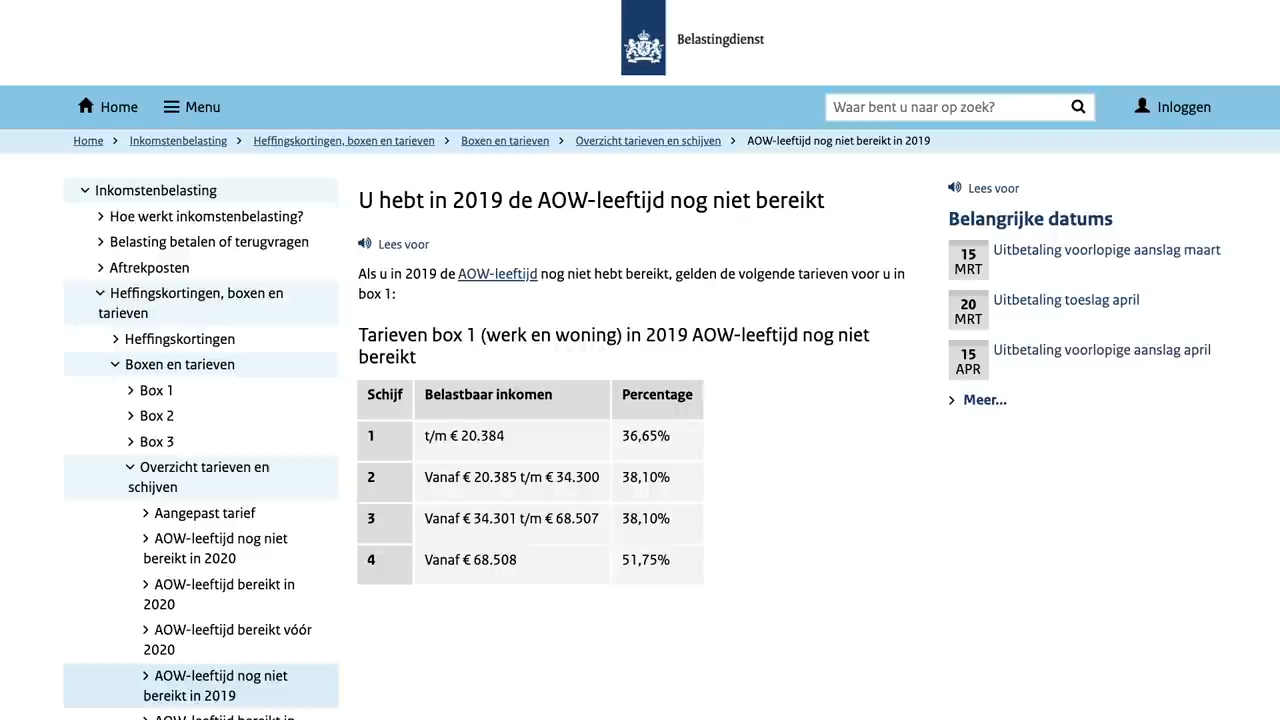 Belastingdienst
Home
Menu
Waar bent u naar op zoek?
Inloggen
Home > Inkomstenbelasting > Heffingskortingen, boxen en tarieven > Boxen en tarieven > Overzicht tarieven en schijven > AOW-leeftijd nog niet bereikt in 2019
Inkomstenbelasting
Hoe werkt inkomstenbelasting?
Belasting betalen of terugvragen
Aftrekposten
Heffingskortingen, boxen en
tarieven
Heffingskortingen
Boxen en tarieven
Box 1
Box 2
Box 3
Overzicht tarieven en
schijven
Aangepast tarief
AOW-leeftijd nog niet
bereikt in 2020
AOW-leeftijd bereikt in
2020
AOW-leeftijd bereikt vóór
2020
AOW-leeftijd nog niet
bereikt in 2019
AOW-leeftijd bereikt in
U hebt in 2019 de AOW-leeftijd nog niet bereikt
Lees voor
Als u in 2019 de AOW-leeftijd nog niet hebt bereikt, gelden de volgende tarieven voor u in
box 1:
Tarieven box 1 (werk en woning) in 2019 AOW-leeftijd nog niet
bereikt
Schijf Belastbaar inkomen Percentage
1 t/m € 20.384 36,65%
2 Vanaf € 20.385 t/m € 34.300 38,10%
3 Vanaf € 34.301 t/m € 68.507 38,10%
4 Vanaf € 68.508 51,75%
Lees voor
Belangrijke datums
15 MRT Uitbetaling voorlopige aanslag maart
20 MRT Uitbetaling toeslag april
15 APR Uitbetaling voorlopige aanslag april
Meer...